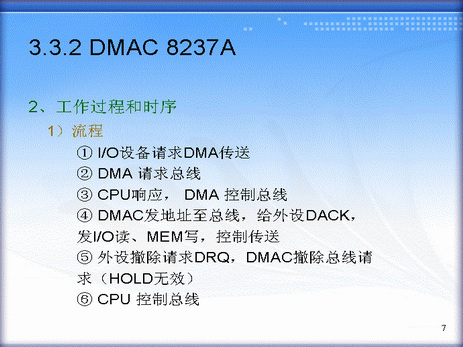 3.3.2 DMAC 8237A
2、工作过程和时序
1）流程
① I/O设备请求DMA传送
② DMA 请求总线
③ CPU响应， DMA 控制总线
④ DMAC发地址至总线，给外设DACK，
发I/O读、MEM写，控制传送
⑤ 外设撤除请求DRQ，DMAC撤除总线请
求（HOLD无效）
⑥ CPU 控制总线
7